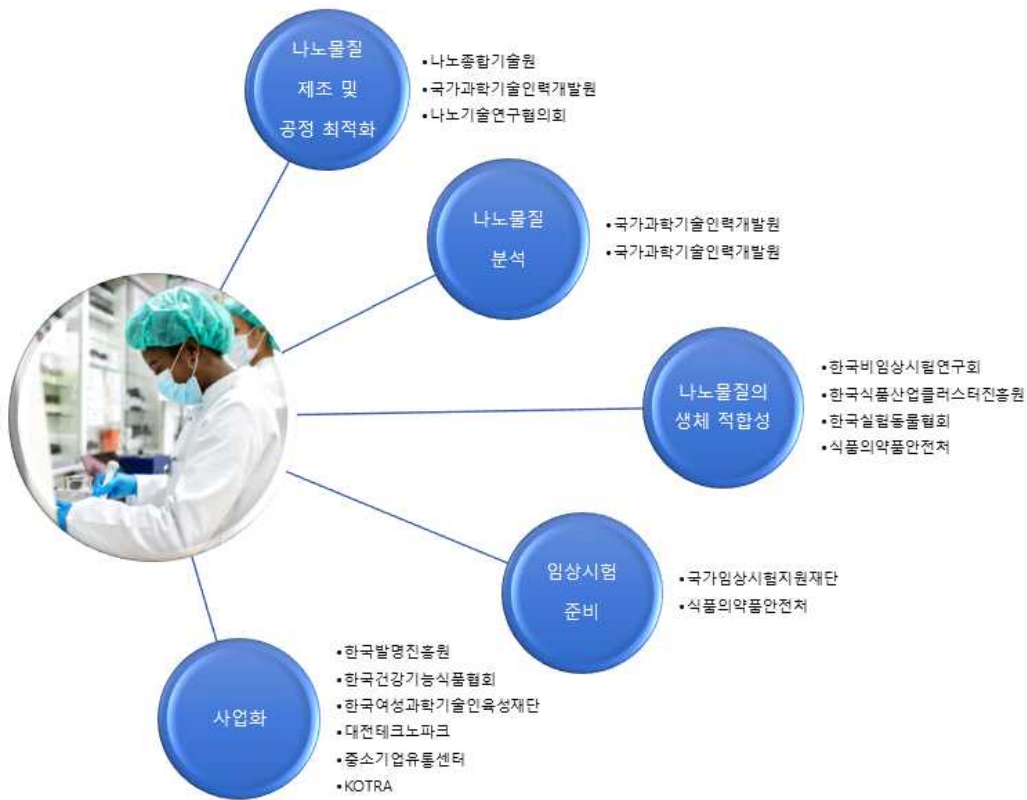 나노물질
제조 및
공정 최적화
•나노종합기술원
•국가과학기술인력개발원
•나노기술연구협의회
나노물질
분석
•국가과학기술인력개발원
•국가과학기술인력개발원
나노물질의
생체 적합성
•한국비임상시험연구회
•한국식품산업클러스터진흥원
•한국실험동물협회
•식품의약품안전처
임상시험
준비
•국가임상시험지원재단
•식품의약품안전처
사업화
•한국발명진흥원
•한국건강기능식품협회
•한국여성과학기술인육성재단
•대전테크노파크
•중소기업유통센터
•KOTRA